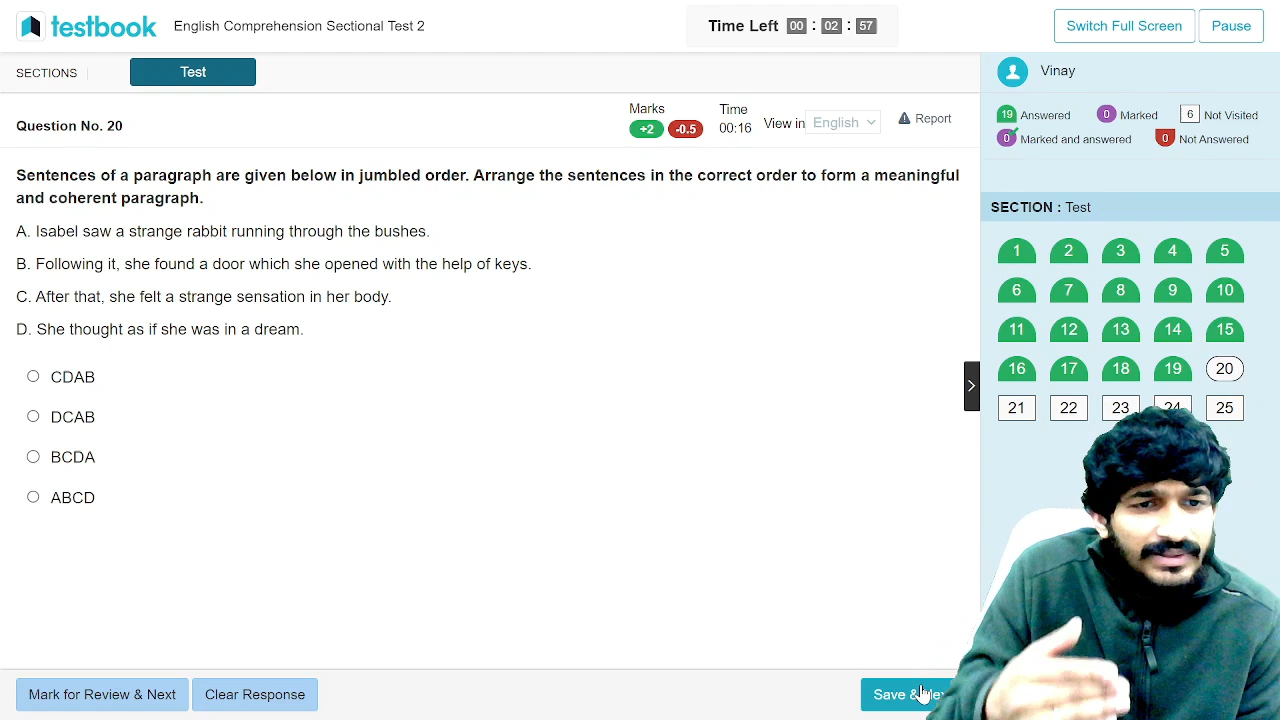 testbook English Comprehension Sectional Test 2 Time Left 00 : 02 : 57 Switch Full Screen Pause
SECTIONS Test Vinay
Question No. 20 Marks +2 -0.5 Time 00:16 View in English Report
19 Answered 0 Marked 6 Not Visited
0 Marked and answered 0 Not Answered
Sentences of a paragraph are given below in jumbled order. Arrange the sentences in the correct order to form a meaningful
and coherent paragraph.
A. Isabel saw a strange rabbit running through the bushes.
B. Following it, she found a door which she opened with the help of keys.
C. After that, she felt a strange sensation in her body.
D. She thought as if she was in a dream.
CDAB
DCAB
BCDA
ABCD
SECTION : Test
1 2 3 4 5
6 7 8 9 10
11 12 13 14 15
16 17 18 19 20
21 22 23 24 25
Mark for Review & Next Clear Response Save &